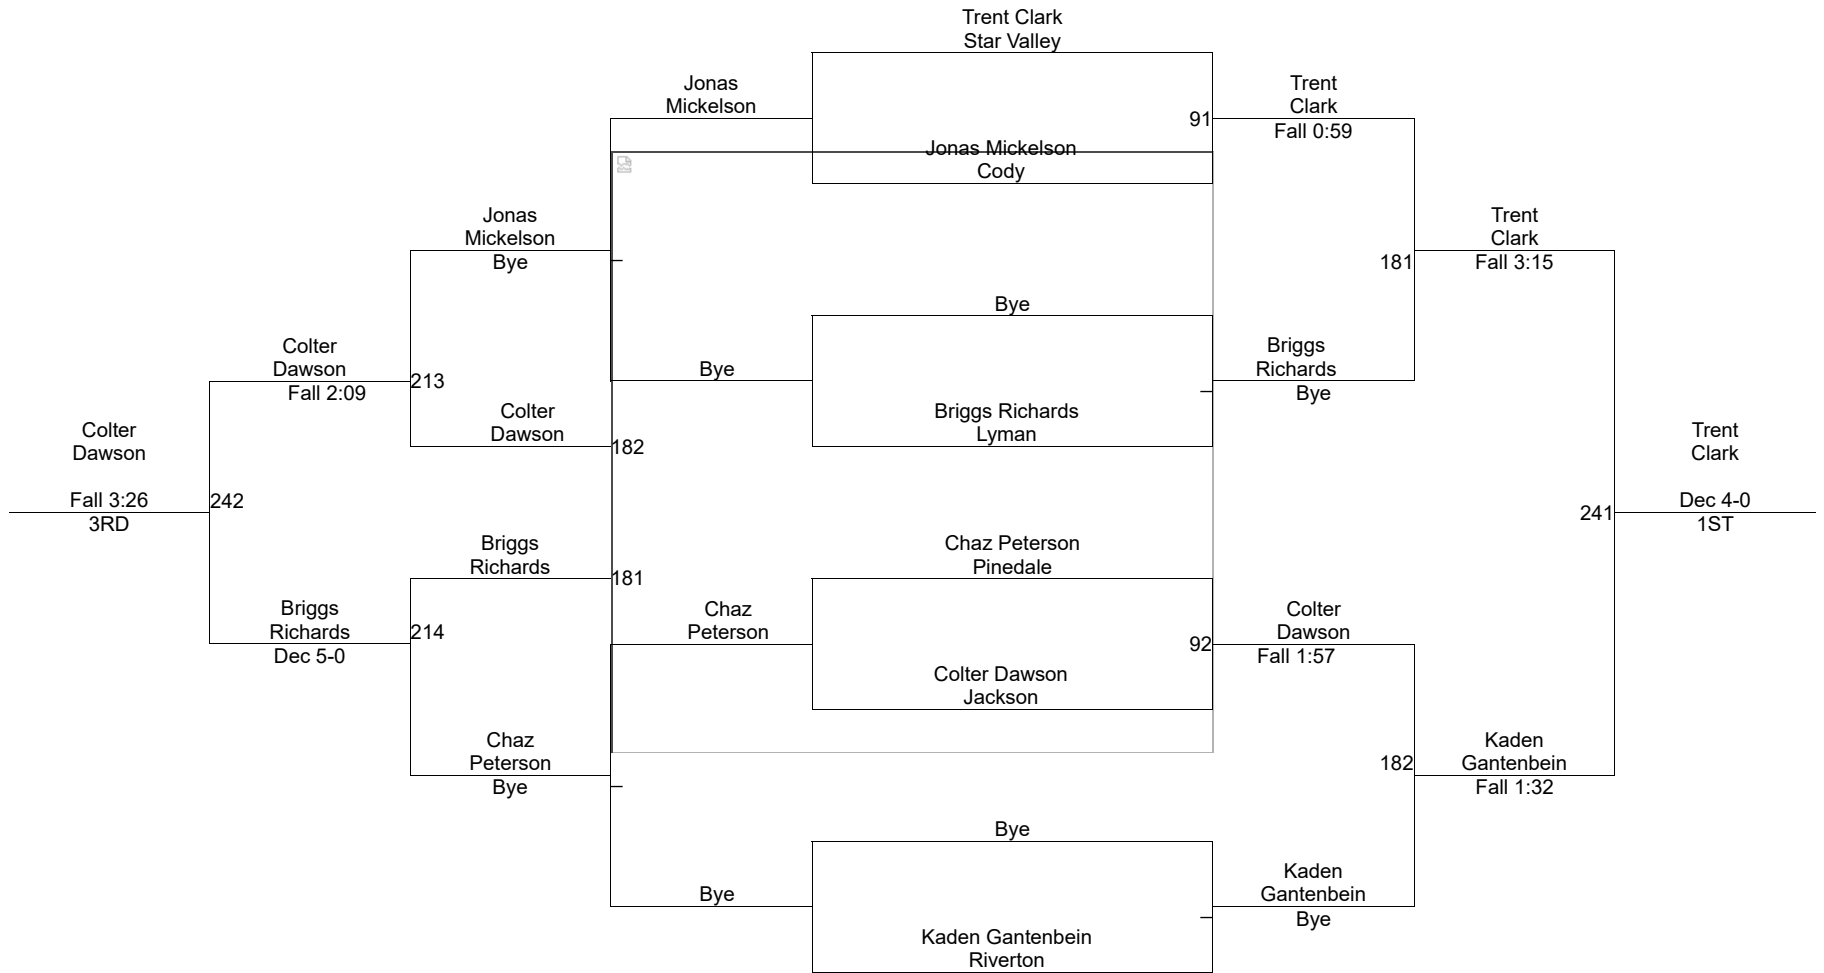 Trent Clark
Star Valley
Jonas
Mickelson
91
Trent
Clark
Fall 0:59
Jonas Mickelson
Cody
Jonas
Mickelson
Bye
181
Trent
Clark
Fall 3:15
Bye
Colter
Dawson
Fall 2:09
213
Bye
Briggs
Richards
Bye
Colter
Dawson
182
Briggs Richards
Lyman
Colter
Dawson
Fall 3:26
3RD
242
241
Trent
Clark
Dec 4-0
1ST
Briggs
Richards
181
Chaz Peterson
Pinedale
Briggs
Richards
Dec 5-0
214
Chaz
Peterson
92
Colter
Dawson
Fall 1:57
Colter Dawson
Jackson
Chaz
Peterson
Bye
182
Kaden
Gantenbein
Fall 1:32
Bye
Bye
Kaden
Gantenbein
Bye
Kaden Gantenbein
Riverton